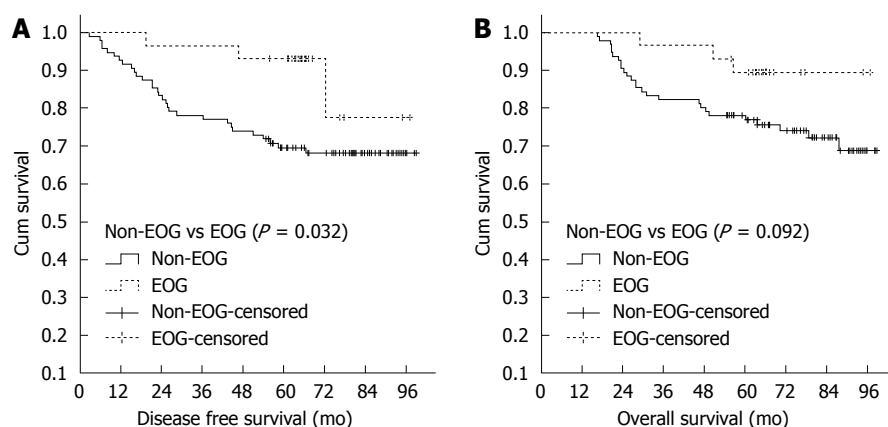 A
1.0
0.9
0.8
0.7
0.6
0.5
0.4
0.3
0.2
0.1
Cum survival
Non-EOG vs EOG (P = 0.032)
Non-EOG
EOG
Non-EOG-censored
EOG-censored
0 12 24 36 48 60 72 84 96
Disease free survival (mo)
B
1.0
0.9
0.8
0.7
0.6
0.5
0.4
0.3
0.2
0.1
Cum survival
Non-EOG vs EOG (P = 0.092)
Non-EOG
EOG
Non-EOG-censored
EOG-censored
0 12 24 36 48 60 72 84 96
Overall survival (mo)